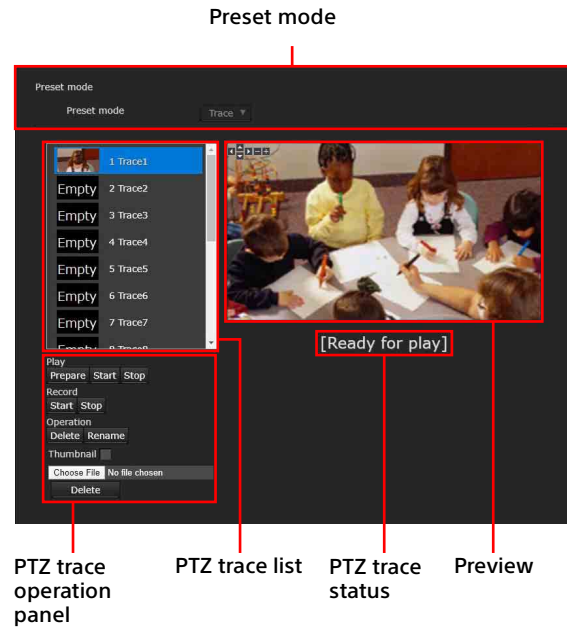 Preset mode
Preset mode
Preset mode
Trace
1 Trace1
Empty 2 Trace2
Empty 3 Trace3
Empty 4 Trace4
Empty 5 Trace5
Empty 6 Trace6
Empty 7 Trace7
Empty 8 Trace8
[Ready for play]
Play
Prepare Start Stop
Record
Start Stop
Operation
Delete Rename
Thumbnail
Choose File No file chosen
Delete
PTZ trace
operation
panel
PTZ trace list
PTZ trace
status
Preview